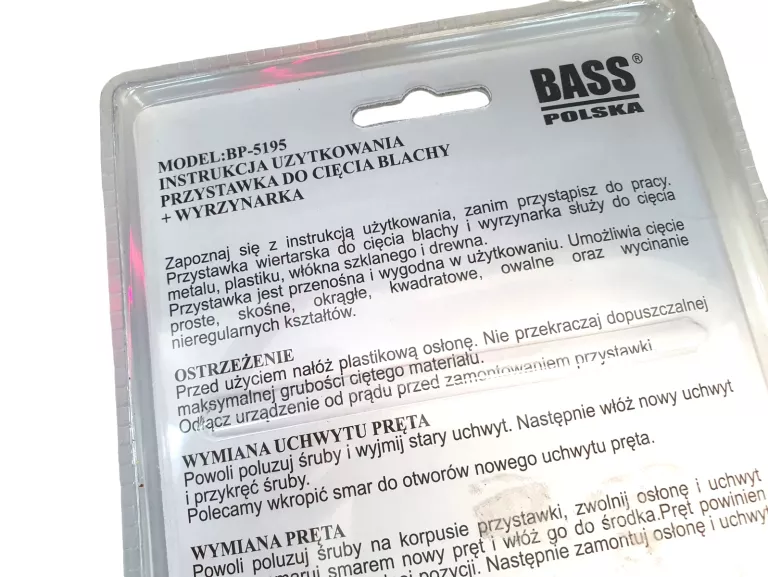 BASS®
POLSKA
MODEL:BP-5195
INSTRUKCJA UZYTKOWANIA
PRZYSTAWKA DO CIĘCIA BLACHY
+ WYRZYNARKA
Zapoznaj się z instrukcją użytkowania, zanim przystąpisz do pracy.
Przystawka wiertarska do cięcia blachy i wyrzynarka służy do cięcia
metalu, plastiku, włókna szklanego i drewna.
Przystawka jest przenośna i wygodna w użytkowaniu. Umożliwia cięcie
proste, skośne, okrągłe, kwadratowe, owalne oraz wycinanie
nieregularnych kształtów.
OSTRZEŻENIE
Przed użyciem nałóż plastikową osłonę. Nie przekraczaj dopuszczalnej
maksymalnej grubości ciętego materiału.
Odłącz urządzenie od prądu przed zamontowaniem przystawki
WYMIANA UCHWYTU PRĘTA
Powoli poluzuj śruby i wyjmij stary uchwyt. Następnie włóż nowy uchwyt
i przykręć śruby.
Polecamy wkropić smar do otworów nowego uchwytu pręta.
WYMIANA PRĘTA
Powoli poluzuj śruby na korpusie przystawki, zwolnij osłonę i uchwyt
smarem nowy pręt i włóż go do środka.Pręt powinien
pozycji. Następnie zamontuj osłonę i uchwyt